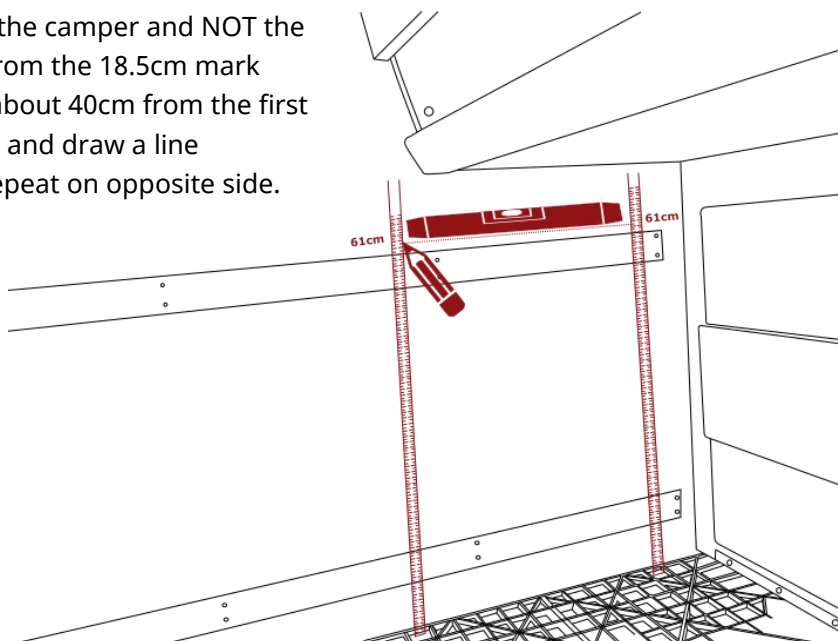 the camper and NOT the
rom the 18.5cm mark
about 40cm from the first
and draw a line
epeat on opposite side.
61cm
61cm